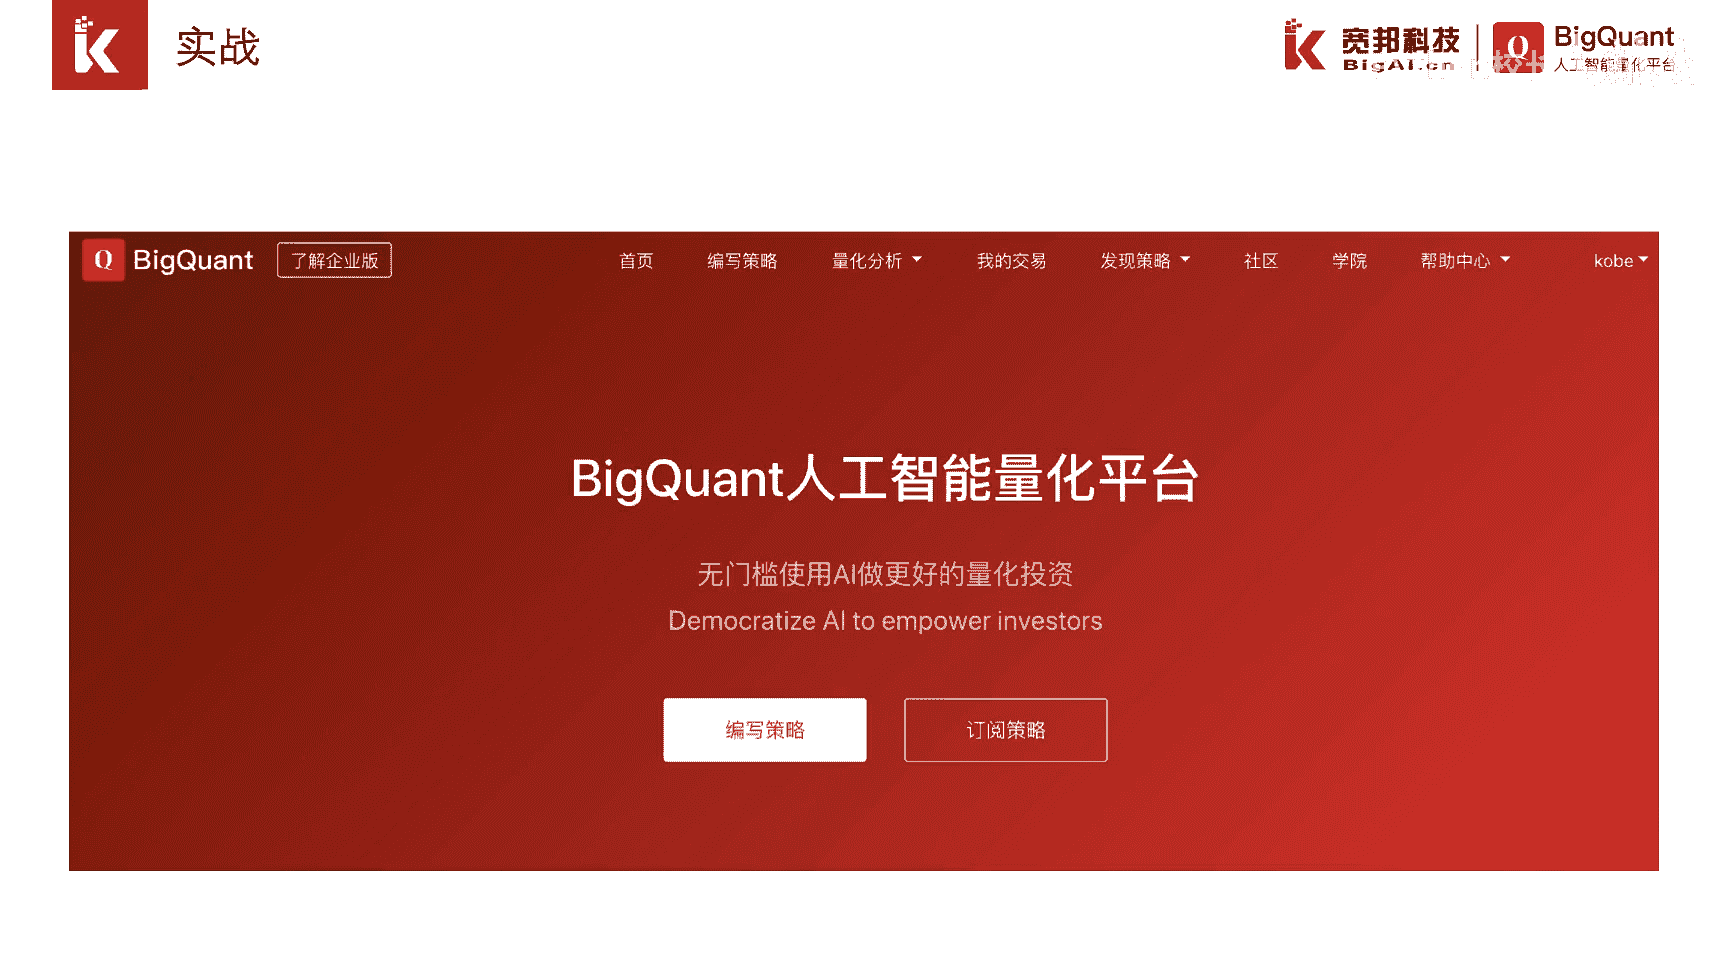 实战
宽邦科技
BigAI.cn
BigQuant
人工智能量化平台
BigQuant
了解企业版
首页
编写策略
量化分析
我的交易
发现策略
社区
学院
帮助中心
kobe
BigQuant人工智能量化平台
无门槛使用AI做更好的量化投资
Democratize AI to empower investors
编写策略
订阅策略